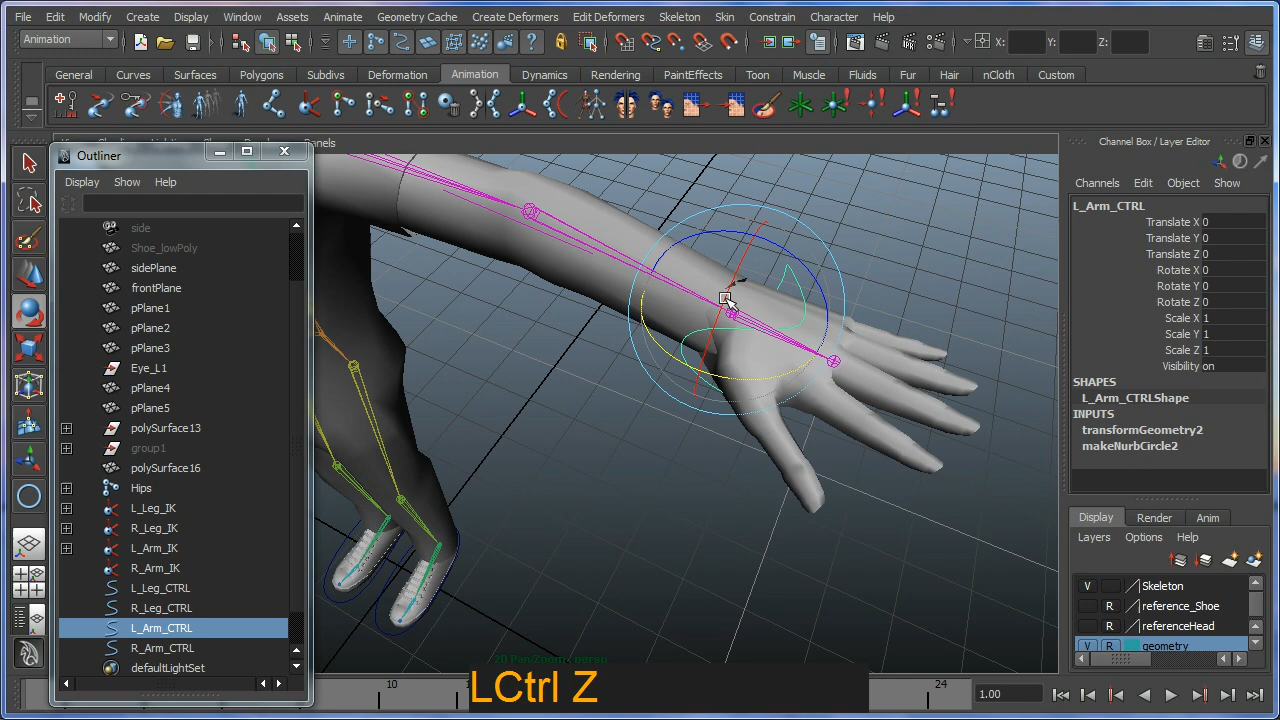 File Edit Modify Create Display Window Assets Animate Geometry Cache Create Deformers Edit Deformers Skeleton Skin Constrain Character Help
Animation X: Y: Z:
General Curves Surfaces Polygons Subdivs Deformation Animation Dynamics Rendering PaintEffects Toon Muscle Fluids Fur Hair nCloth Custom
Panels
Outliner
Display Show Help
side
Shoe_lowPoly
sidePlane
frontPlane
pPlane1
pPlane2
pPlane3
Eye_L1
pPlane4
pPlane5
polySurface13
group1
polySurface16
Hips
L_Leg_IK
R_Leg_IK
L_Arm_IK
R_Arm_IK
L_Leg_CTRL
R_Leg_CTRL
L_Arm_CTRL
R_Arm_CTRL
defaultLightSet
2D Pan/Zoom : persp
LCtrl Z
10
24
1.00
Channel Box / Layer Editor
Channels Edit Object Show
L_Arm_CTRL
Translate X 0
Translate Y 0
Translate Z 0
Rotate X 0
Rotate Y 0
Rotate Z 0
Scale X 1
Scale Y 1
Scale Z 1
Visibility on
SHAPES
L_Arm_CTRLShape
INPUTS
transformGeometry2
makeNurbCircle2
Display Render Anim
Layers Options Help
V Skeleton
R reference_Shoe
R referenceHead
V R geometry